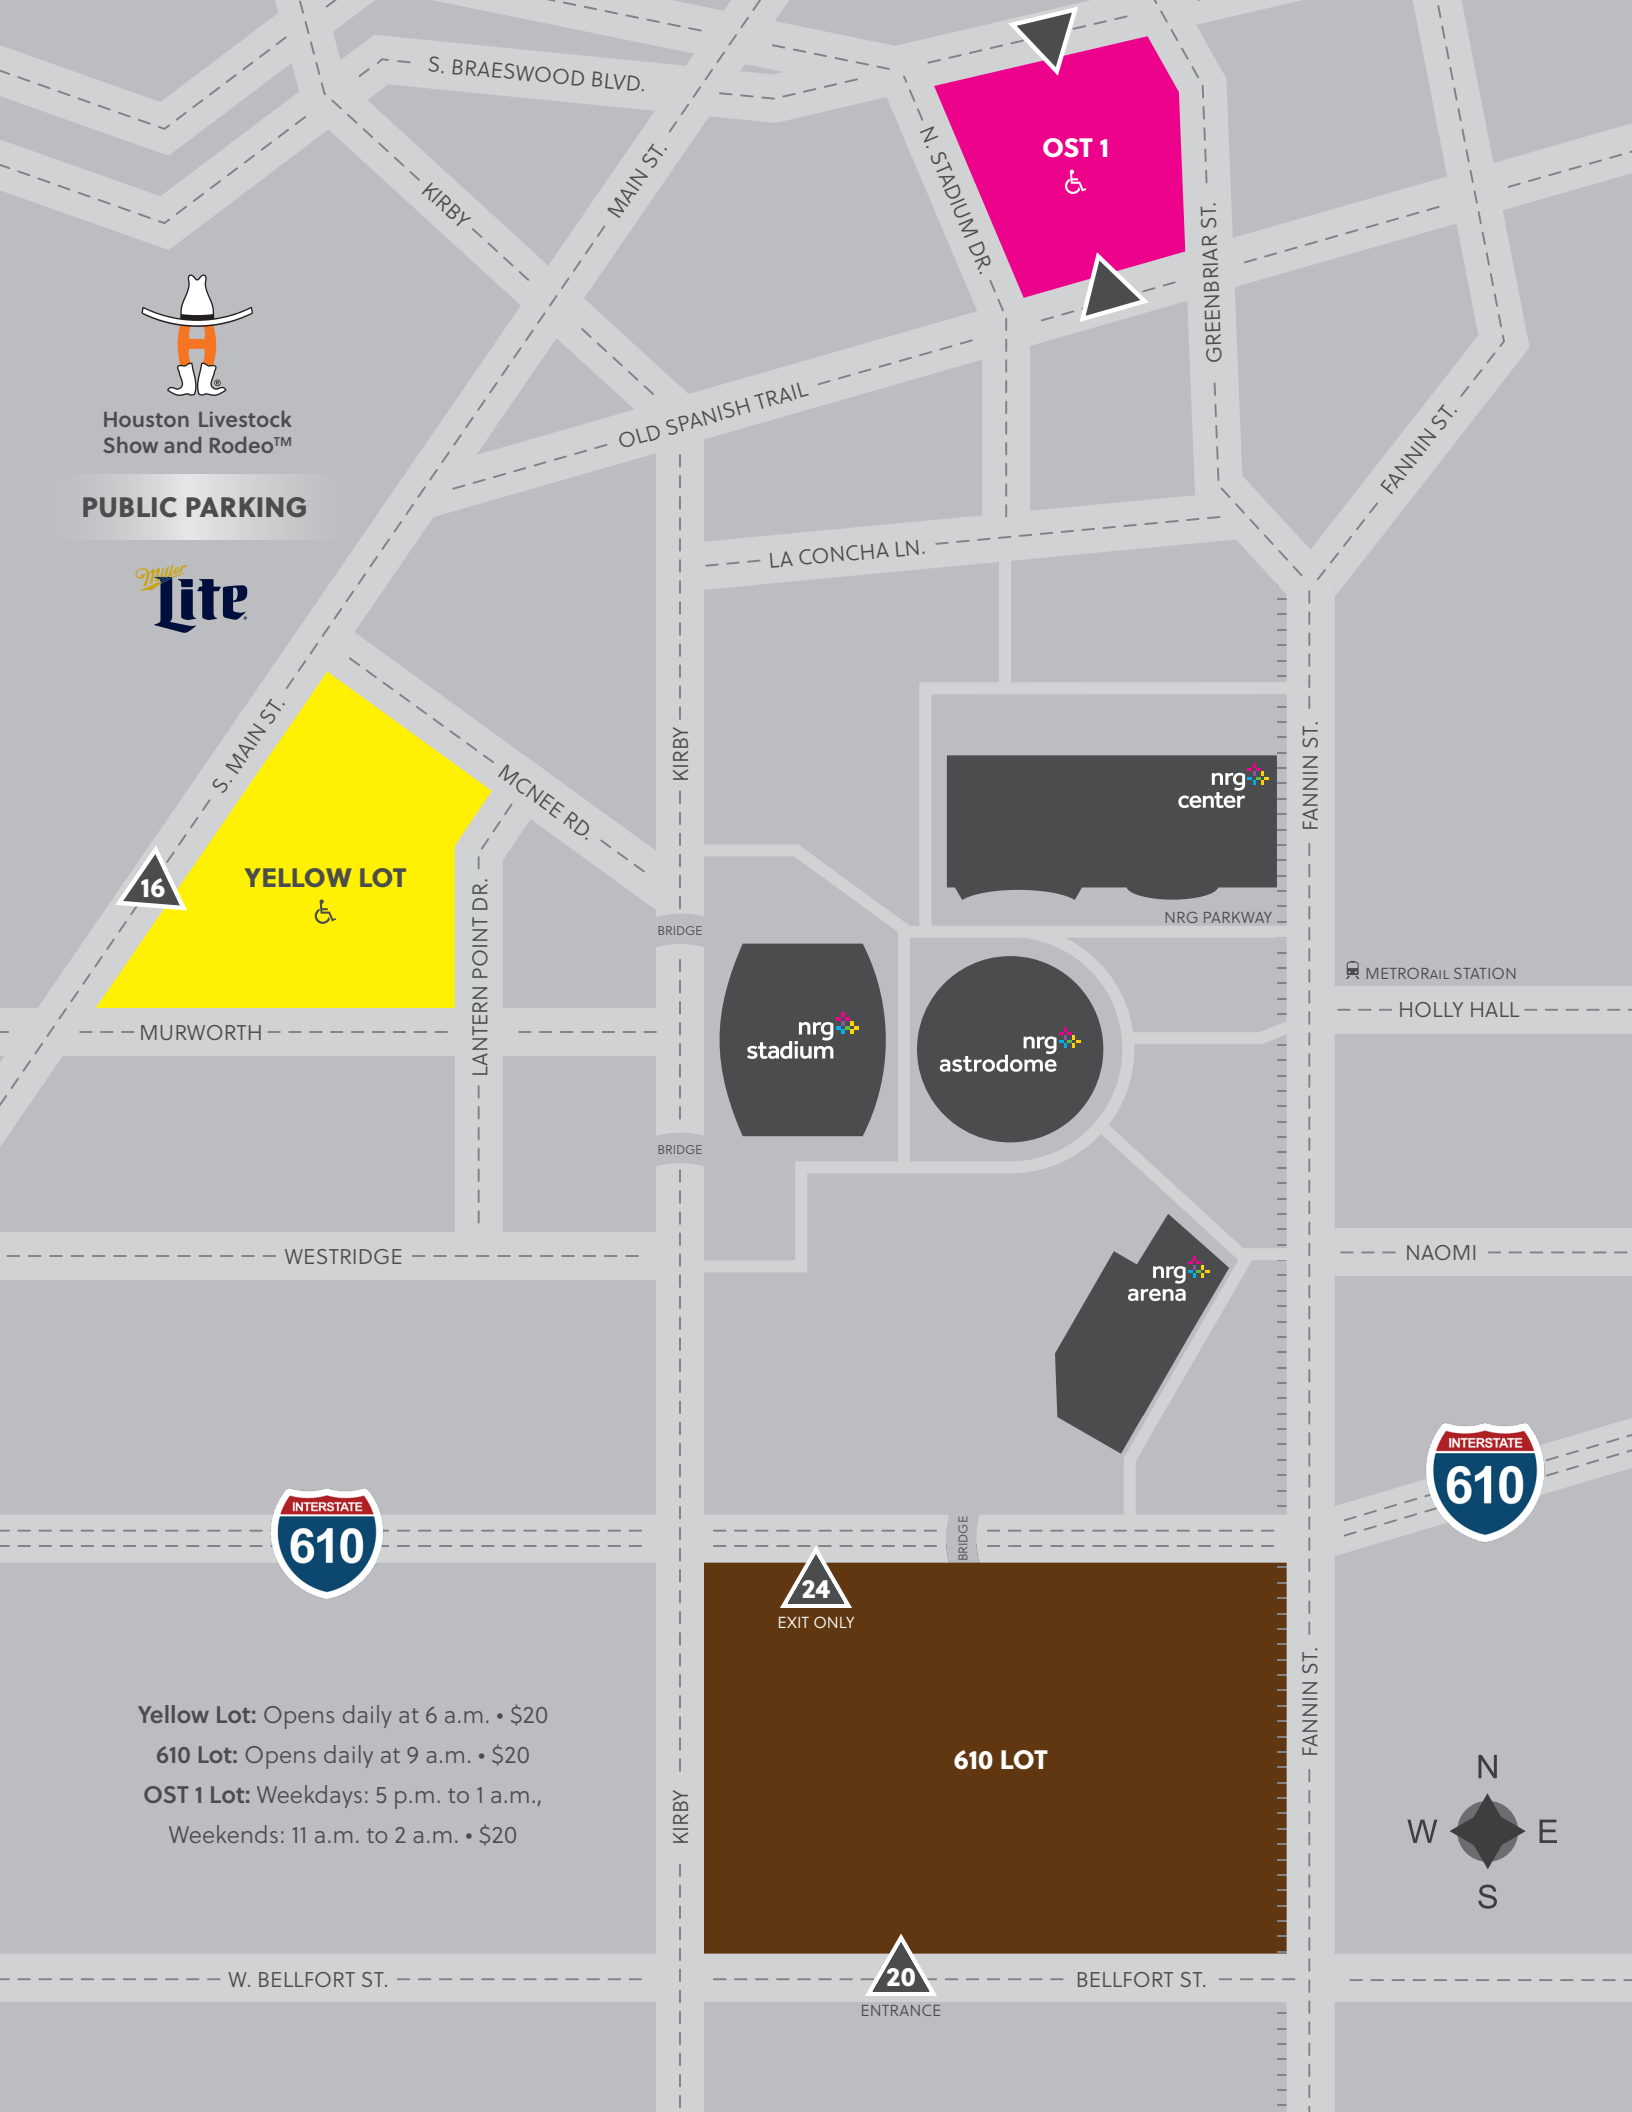 S. BRAESWOOD BLVD.
OST 1
N. STADIUM DR.
MAIN ST.
KIRBY
GREENBRIAR ST.
Houston Livestock
Show and Rodeo™
OLD SPANISH TRAIL
FANNIN ST.
PUBLIC PARKING
LA CONCHA LN.
Miller
Lite
S. MAIN ST.
KIRBY
FANNIN ST.
MCNEE RD.
nrg
center
YELLOW LOT
16
LANTERN POINT DR.
NRG PARKWAY
BRIDGE
METRORAIL STATION
HOLLY HALL
MURWORTH
nrg
stadium
nrg
astrodome
BRIDGE
WESTRIDGE
NAOMI
nrg
arena
INTERSTATE
610
INTERSTATE
610
BRIDGE
24
EXIT ONLY
FANNIN ST.
Yellow Lot: Opens daily at 6 a.m. • $20
610 Lot: Opens daily at 9 a.m. • $20
OST 1 Lot: Weekdays: 5 p.m. to 1 a.m.,
Weekends: 11 a.m. to 2 a.m. • $20
610 LOT
KIRBY
N
W
E
S
W. BELLFORT ST.
20
BELLFORT ST.
ENTRANCE